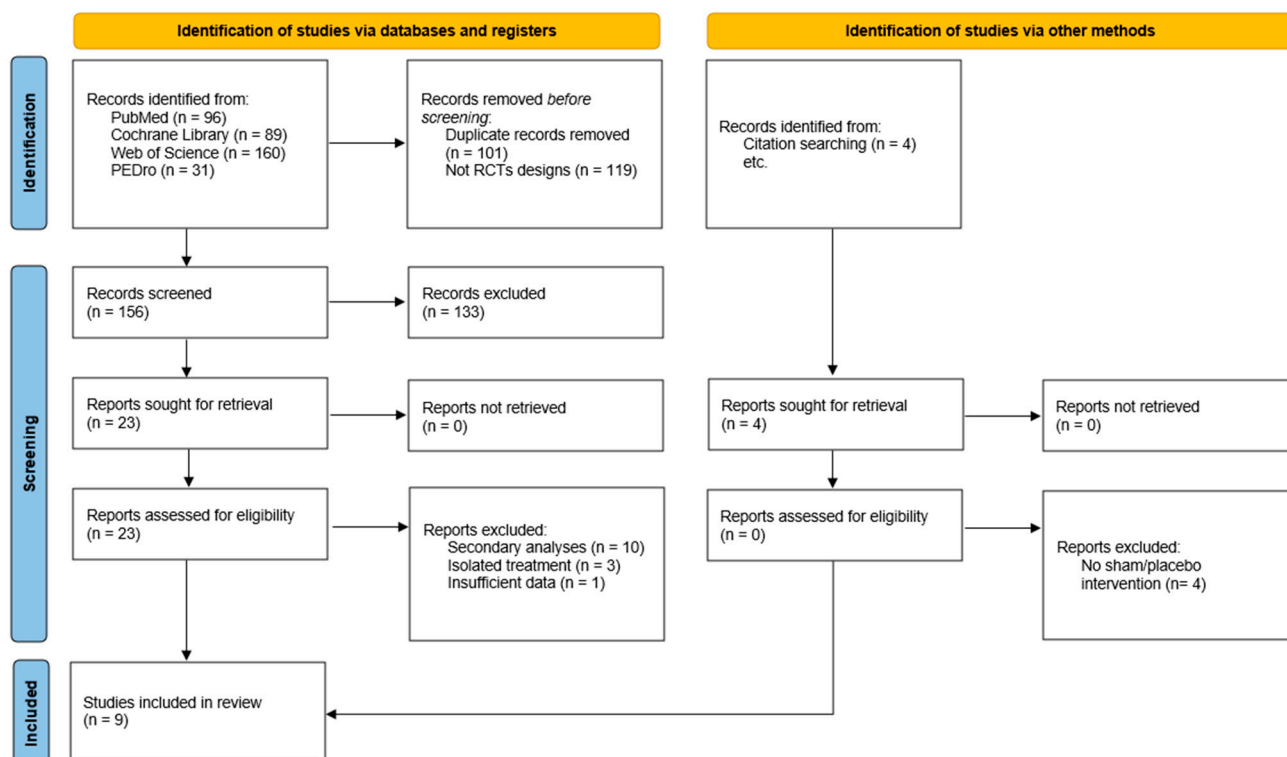 Identification of studies via databases and registers
Identification of studies via other methods
Identification
Records identified from:
PubMed (n = 96)
Cochrane Library (n = 89)
Web of Science (n = 160)
PEDro (n = 31)
Records removed before
screening:
Duplicate records removed
(n = 101)
Not RCTs designs (n = 119)
Records identified from:
Citation searching (n = 4)
etc.
Screening
Records screened
(n = 156)
Records excluded
(n = 133)
Reports sought for retrieval
(n = 23)
Reports not retrieved
(n = 0)
Reports sought for retrieval
(n = 4)
Reports not retrieved
(n = 0)
Reports assessed for eligibility
(n = 23)
Reports excluded:
Secondary analyses (n = 10)
Isolated treatment (n = 3)
Insufficient data (n = 1)
Reports assessed for eligibility
(n = 0)
Reports excluded:
No sham/placebo
intervention (n= 4)
Included
Studies included in review
(n = 9)